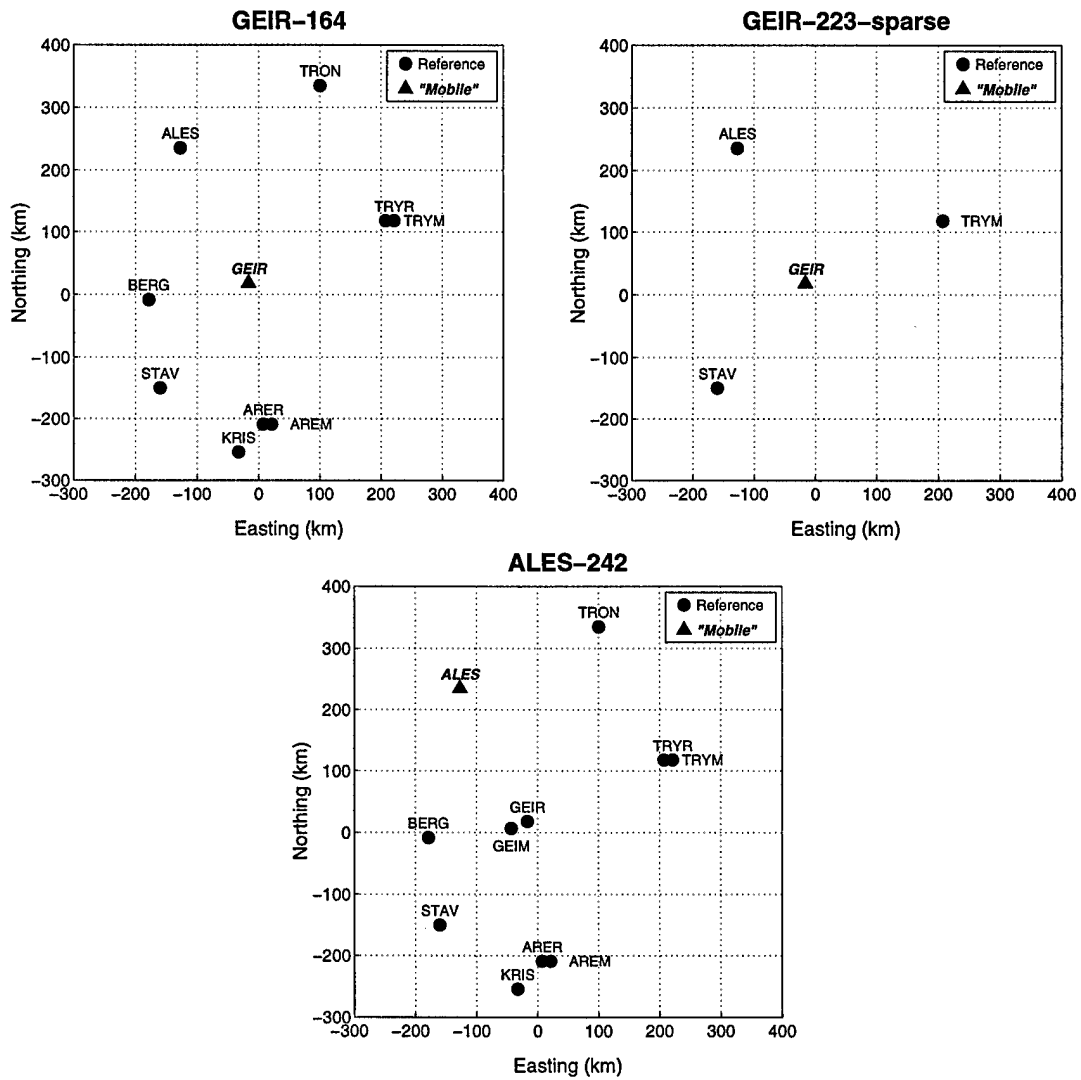 GEIR−164
Reference
"Mobile"
TRON
ALES
TRYR
TRYM
GEIR
BERG
STAV
ARER
AREM
KRIS
400
300
200
100
0
−100
−200
−300
−300 −200 −100 0 100 200 300 400
Northing (km)
Easting (km)
GEIR−223−sparse
Reference
"Mobile"
ALES
TRYM
GEIR
STAV
400
300
200
100
0
−100
−200
−300
−300 −200 −100 0 100 200 300 400
Northing (km)
Easting (km)
ALES−242
Reference
"Mobile"
TRON
ALES
TRYR
TRYM
GEIR
BERG
GEIM
STAV
ARER
AREM
KRIS
400
300
200
100
0
−100
−200
−300
−300 −200 −100 0 100 200 300 400
Northing (km)
Easting (km)